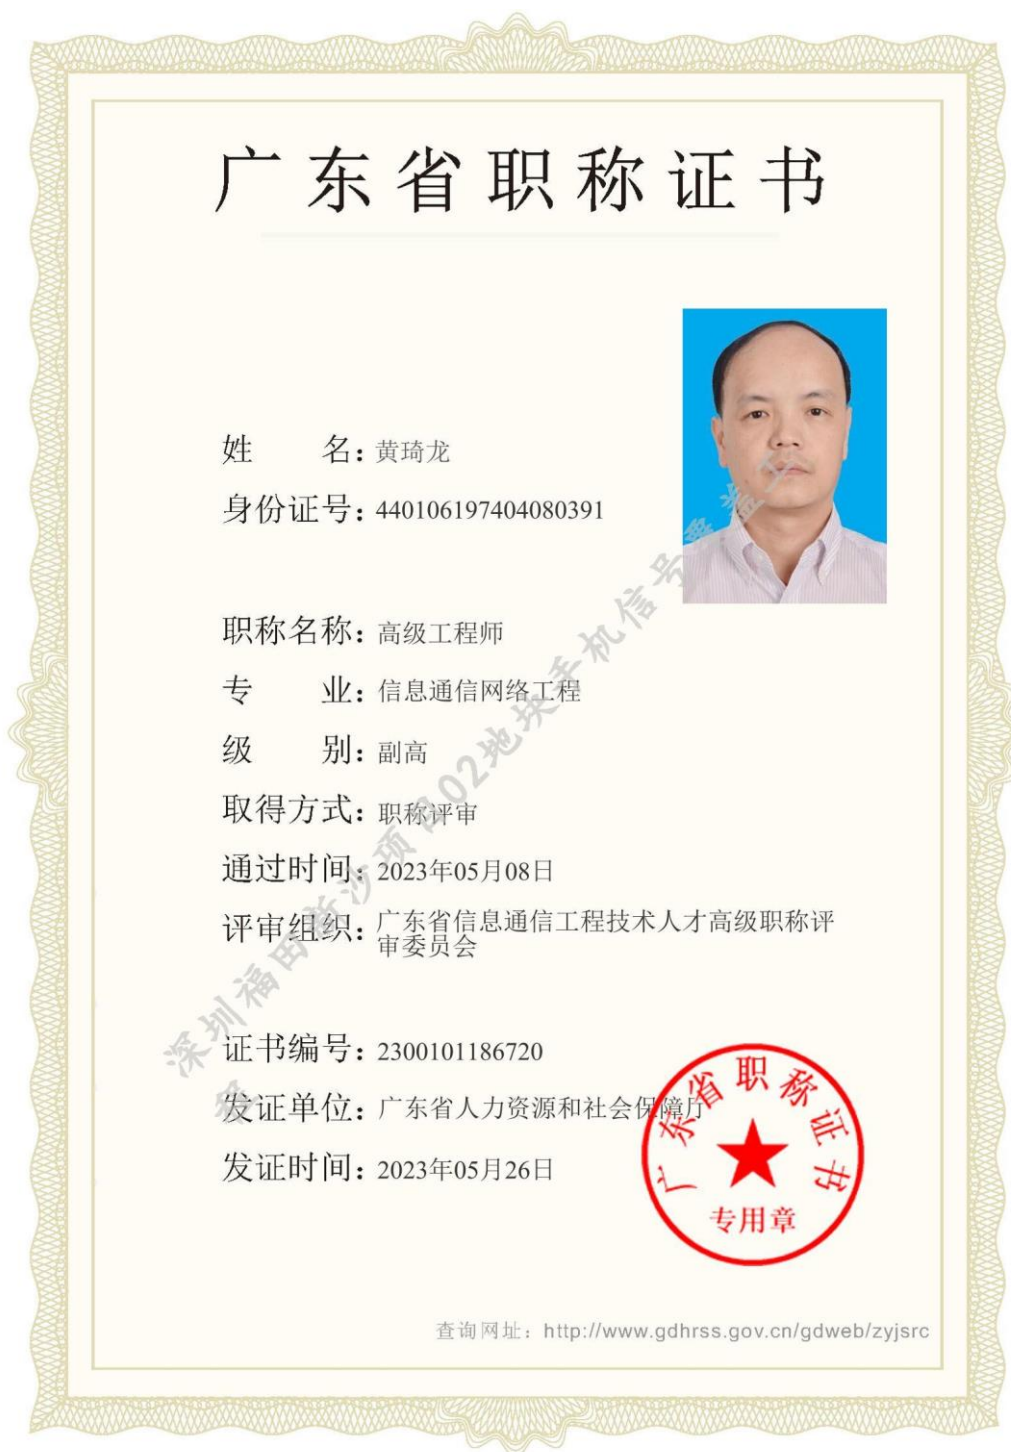 广东省职称证书
姓 名：黄琦龙
身份证号：440106197404080391
职称名称：高级工程师
专 业：信息通信网络工程
级 别：副高
取得方式：职称评审
通过时间：2023年05月08日
评审组织：广东省信息通信工程技术人才高级职称评
审委员会
证书编号：2300101186720
发证单位：广东省人力资源和社会保障厅
发证时间：2023年05月26日
广东省职称证书
专用章
查询网址：http://www.gdhrss.gov.cn/gdweb/zyjsrc
深圳福田新沙项目02地块手机信号覆盖工